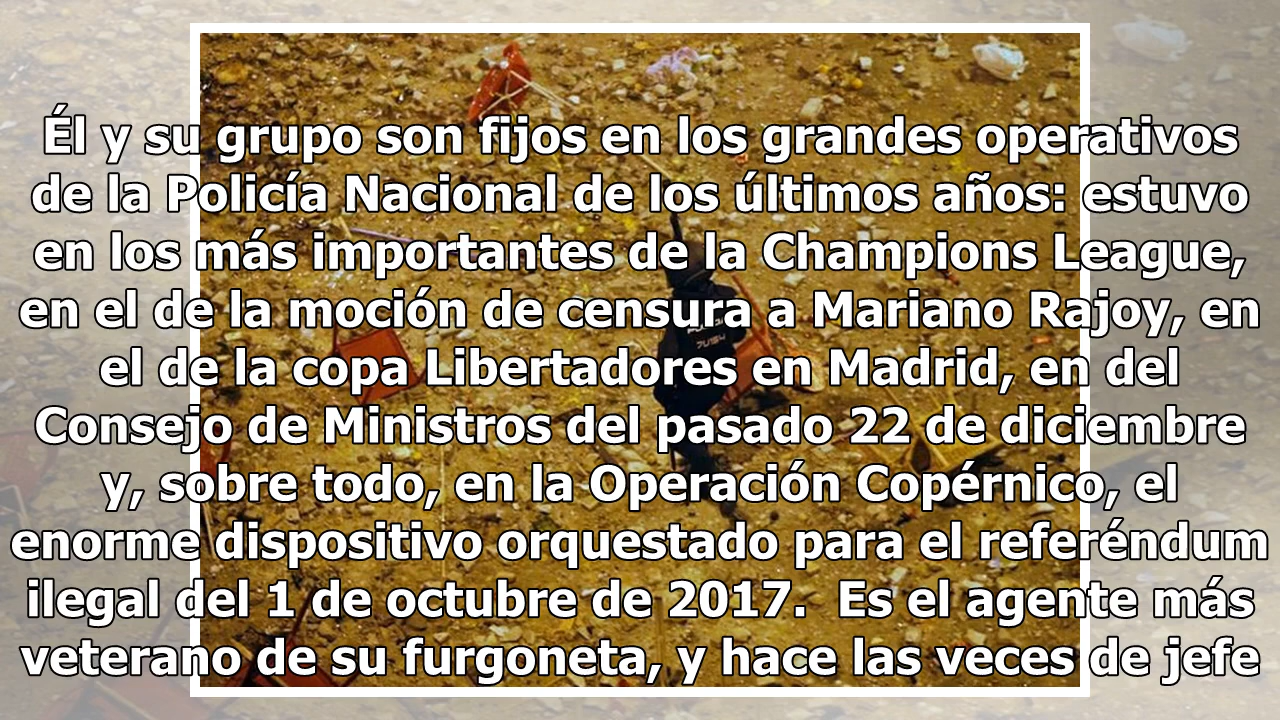 Él y su grupo son fijos en los grandes operativos
de la Policía Nacional de los últimos años: estuvo
en los más importantes de la Champions League,
en el de la moción de censura a Mariano Rajoy, en
el de la copa Libertadores en Madrid, en del
Consejo de Ministros del pasado 22 de diciembre
y, sobre todo, en la Operación Copérnico, el
enorme dispositivo orquestado para el referéndum
ilegal del 1 de octubre de 2017.  Es el agente más
veterano de su furgoneta, y hace las veces de jefe